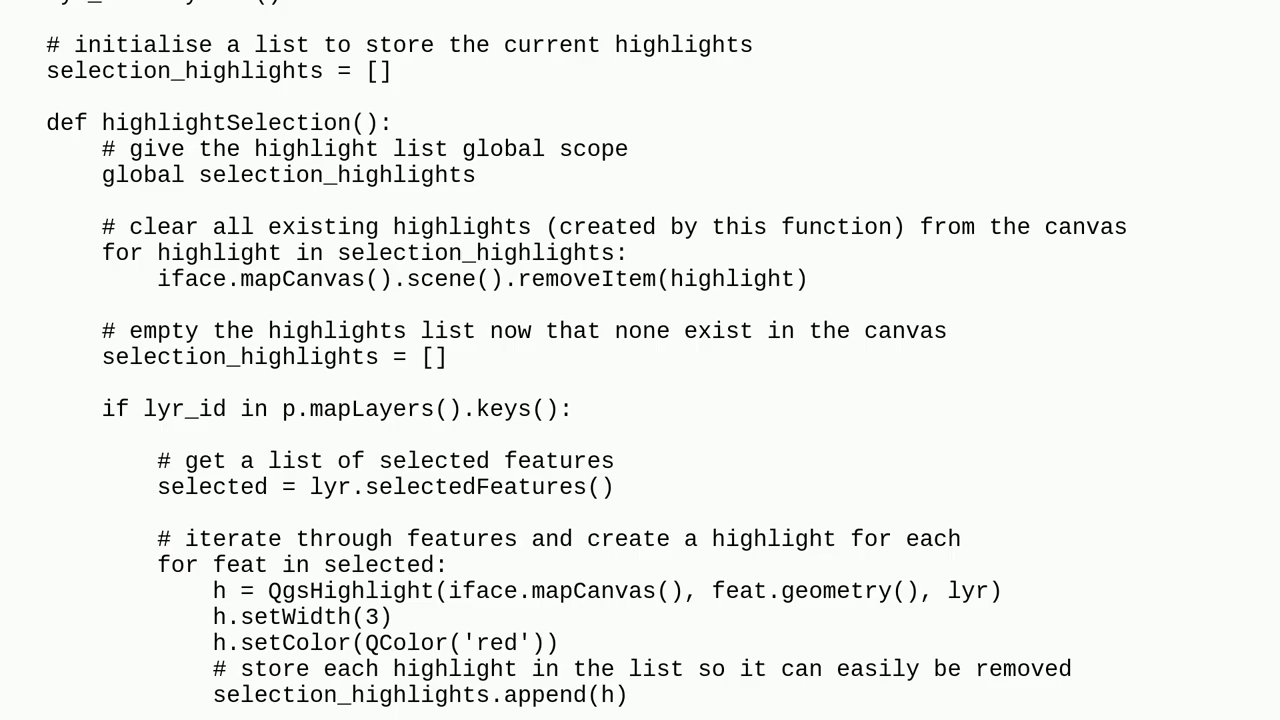 # initialise a list to store the current highlights
selection_highlights = []
def highlightSelection():
# give the highlight list global scope
global selection_highlights
# clear all existing highlights (created by this function) from the canvas
for highlight in selection_highlights:
iface.mapCanvas().scene().removeItem(highlight)
# empty the highlights list now that none exist in the canvas
selection_highlights = []
if lyr_id in p.mapLayers().keys():
# get a list of selected features
selected = lyr.selectedFeatures()
# iterate through features and create a highlight for each
for feat in selected:
h = QgsHighlight(iface.mapCanvas(), feat.geometry(), lyr)
h.setWidth(3)
h.setColor(QColor('red'))
# store each highlight in the list so it can easily be removed
selection_highlights.append(h)